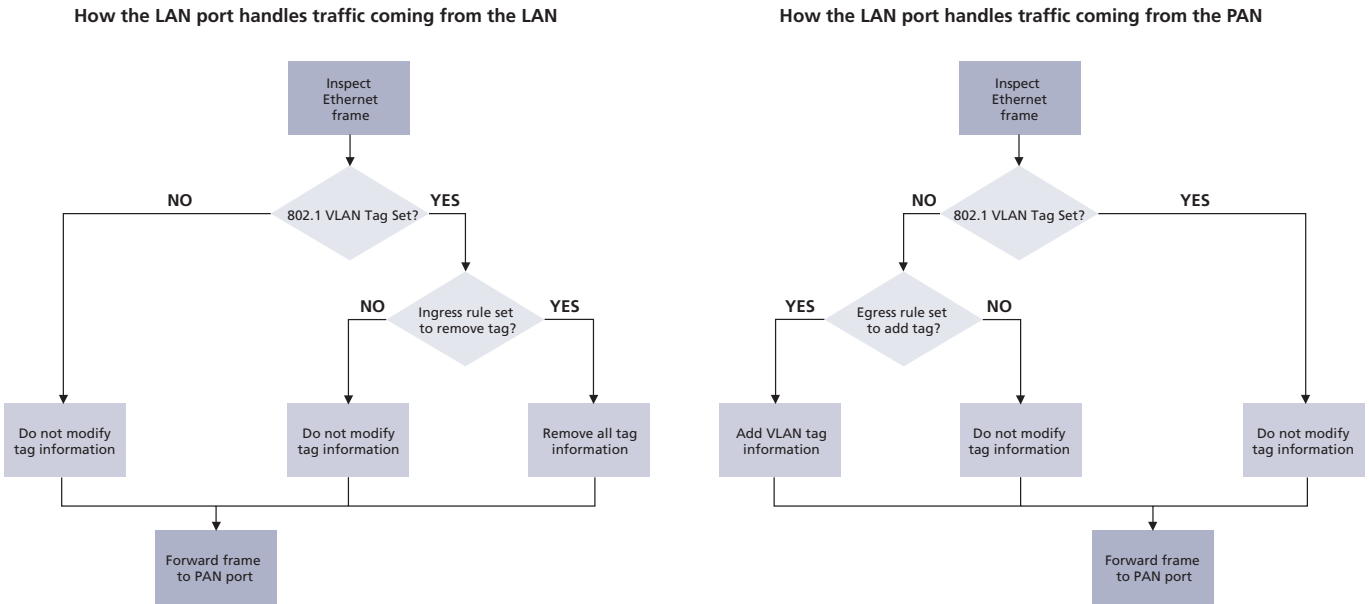 How the LAN port handles traffic coming from the LAN
Inspect
Ethernet
frame
802.1 VLAN Tag Set?
NO
YES
Ingress rule set
to remove tag?
NO
YES
Do not modify
tag information
Do not modify
tag information
Remove all tag
information
Forward frame
to PAN port
How the LAN port handles traffic coming from the PAN
Inspect
Ethernet
frame
802.1 VLAN Tag Set?
NO
YES
Egress rule set
to add tag?
YES
NO
Add VLAN tag
information
Do not modify
tag information
Do not modify
tag information
Forward frame
to PAN port